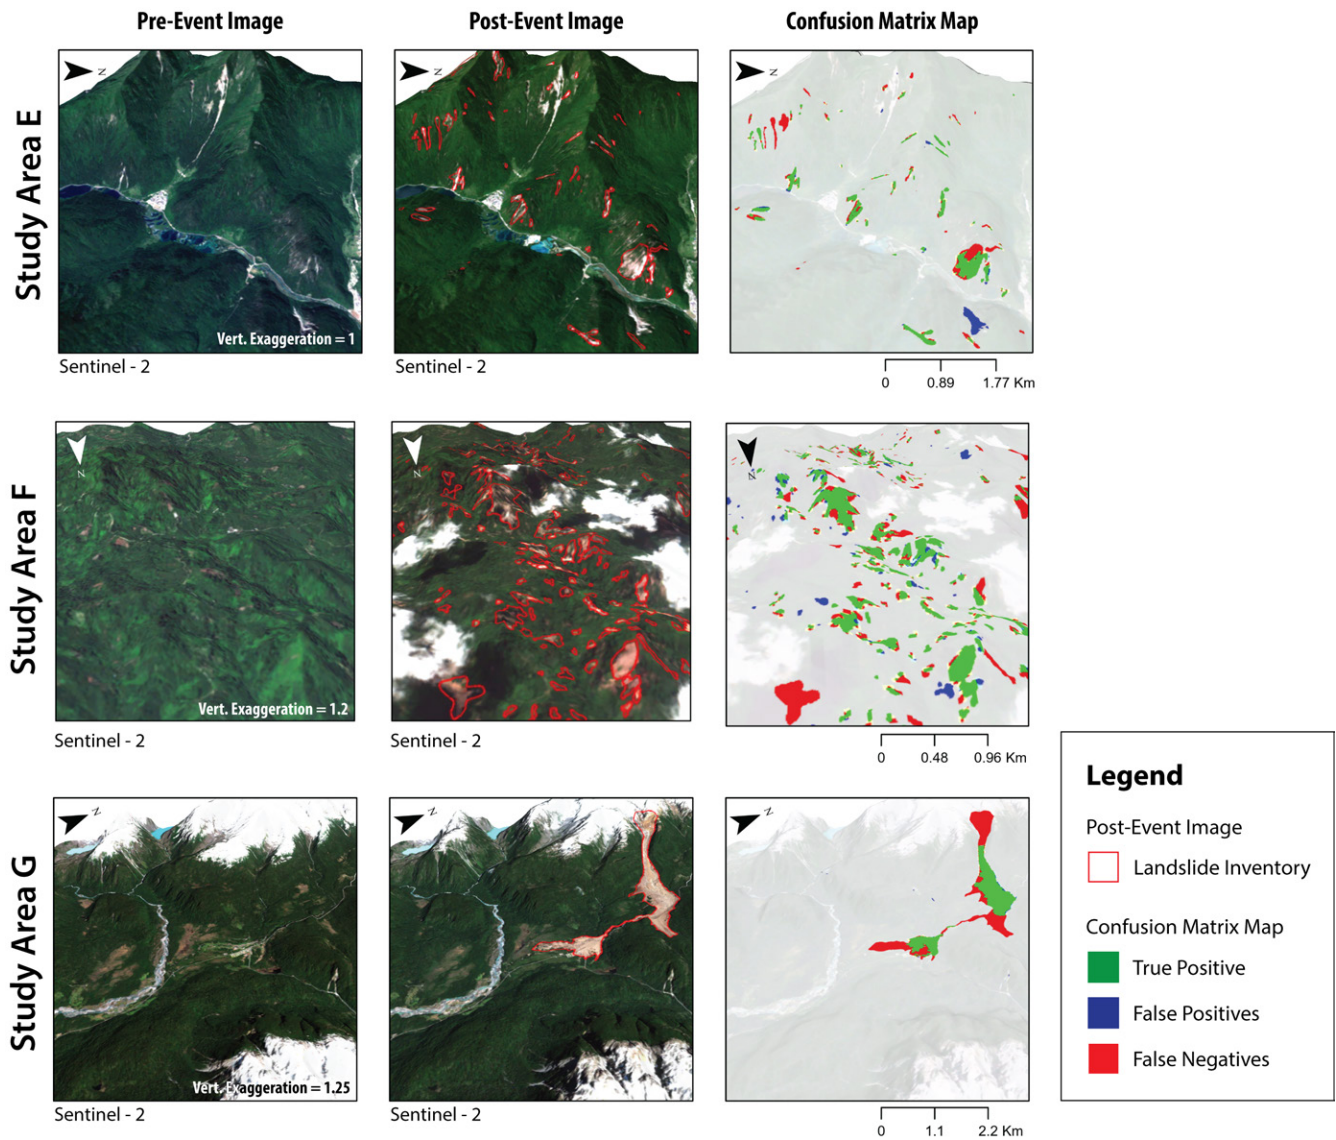 Pre-Event Image
Post-Event Image
Confusion Matrix Map
Study Area E
N
N
N
Vert. Exaggeration = 1
Sentinel - 2
Sentinel - 2
0 0.89 1.77 Km
Study Area F
N
N
N
Vert. Exaggeration = 1.2
Sentinel - 2
Sentinel - 2
0 0.48 0.96 Km
Study Area G
N
N
N
Vert. Exaggeration = 1.25
Sentinel - 2
Sentinel - 2
0 1.1 2.2 Km
Legend
Post-Event Image
Landslide Inventory
Confusion Matrix Map
True Positive
False Positives
False Negatives